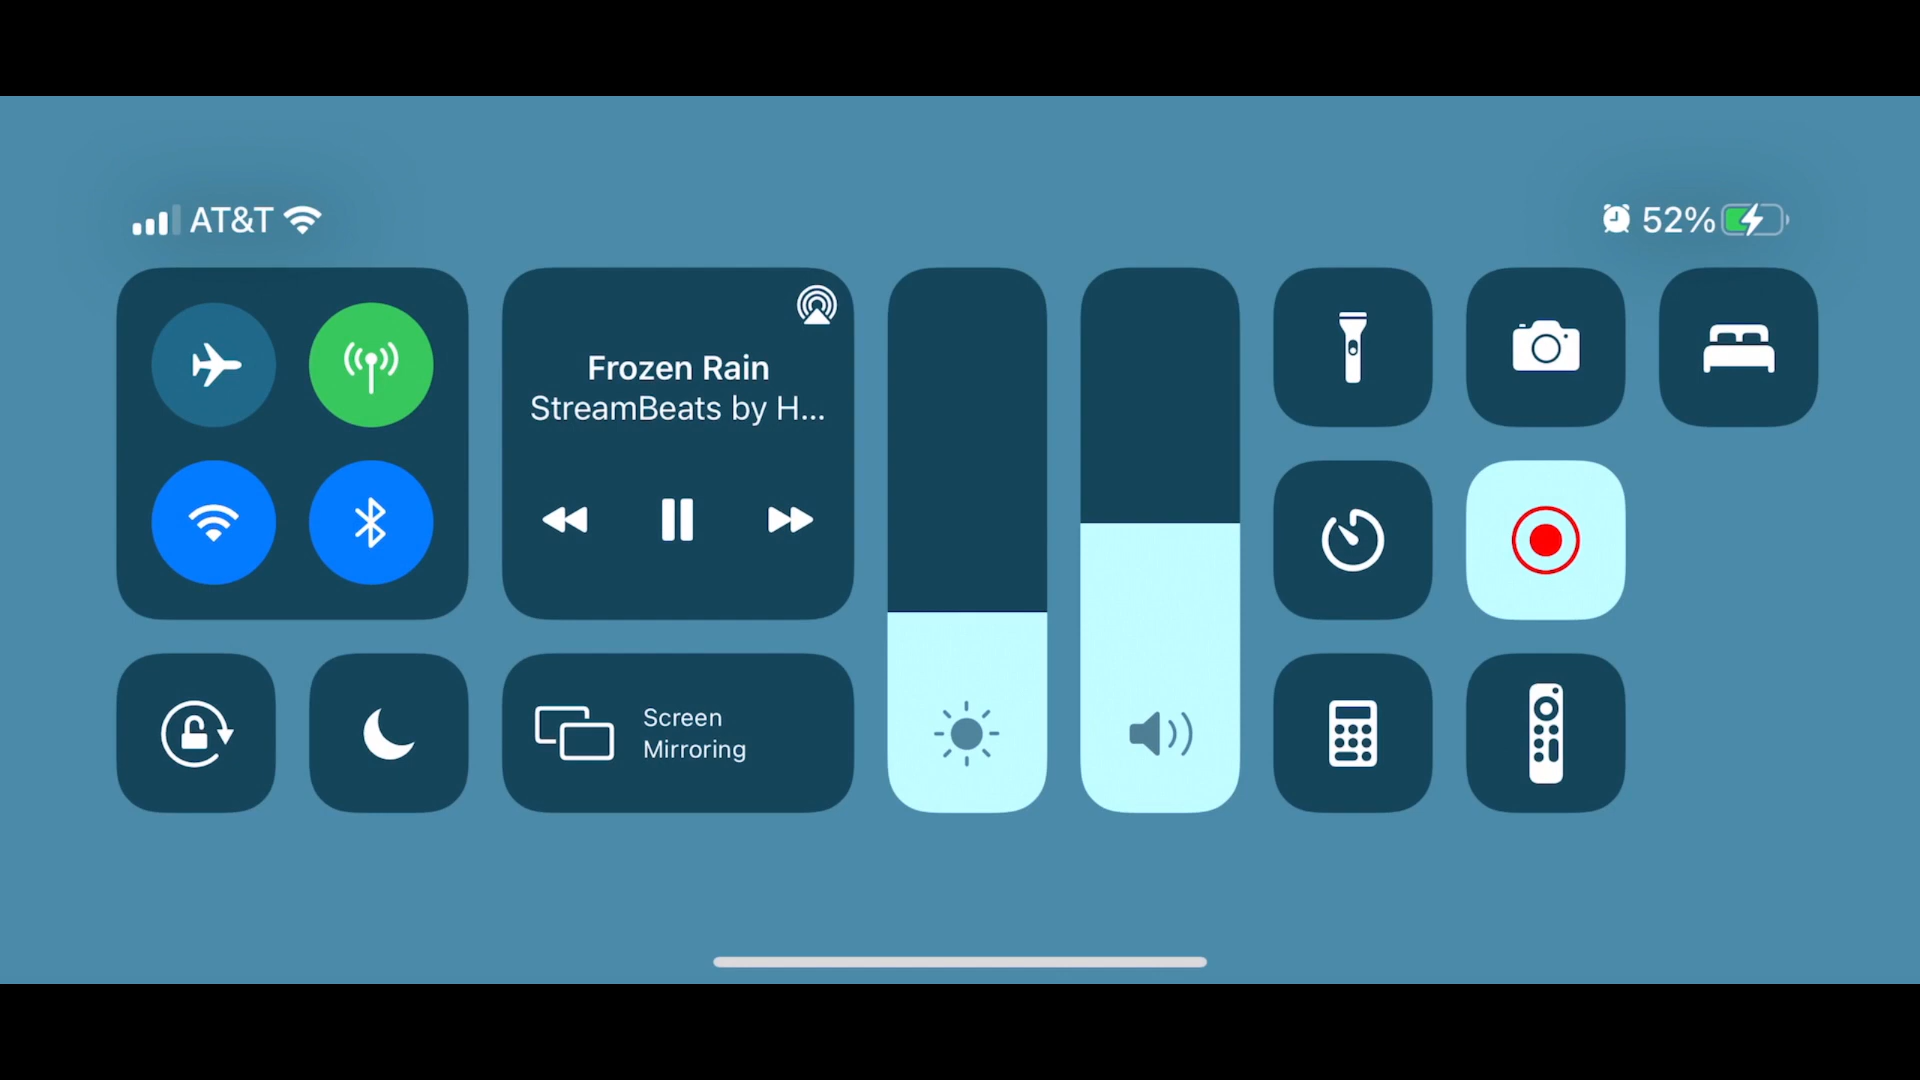 AT&T
52%
Frozen Rain
StreamBeats by H...
Screen
Mirroring